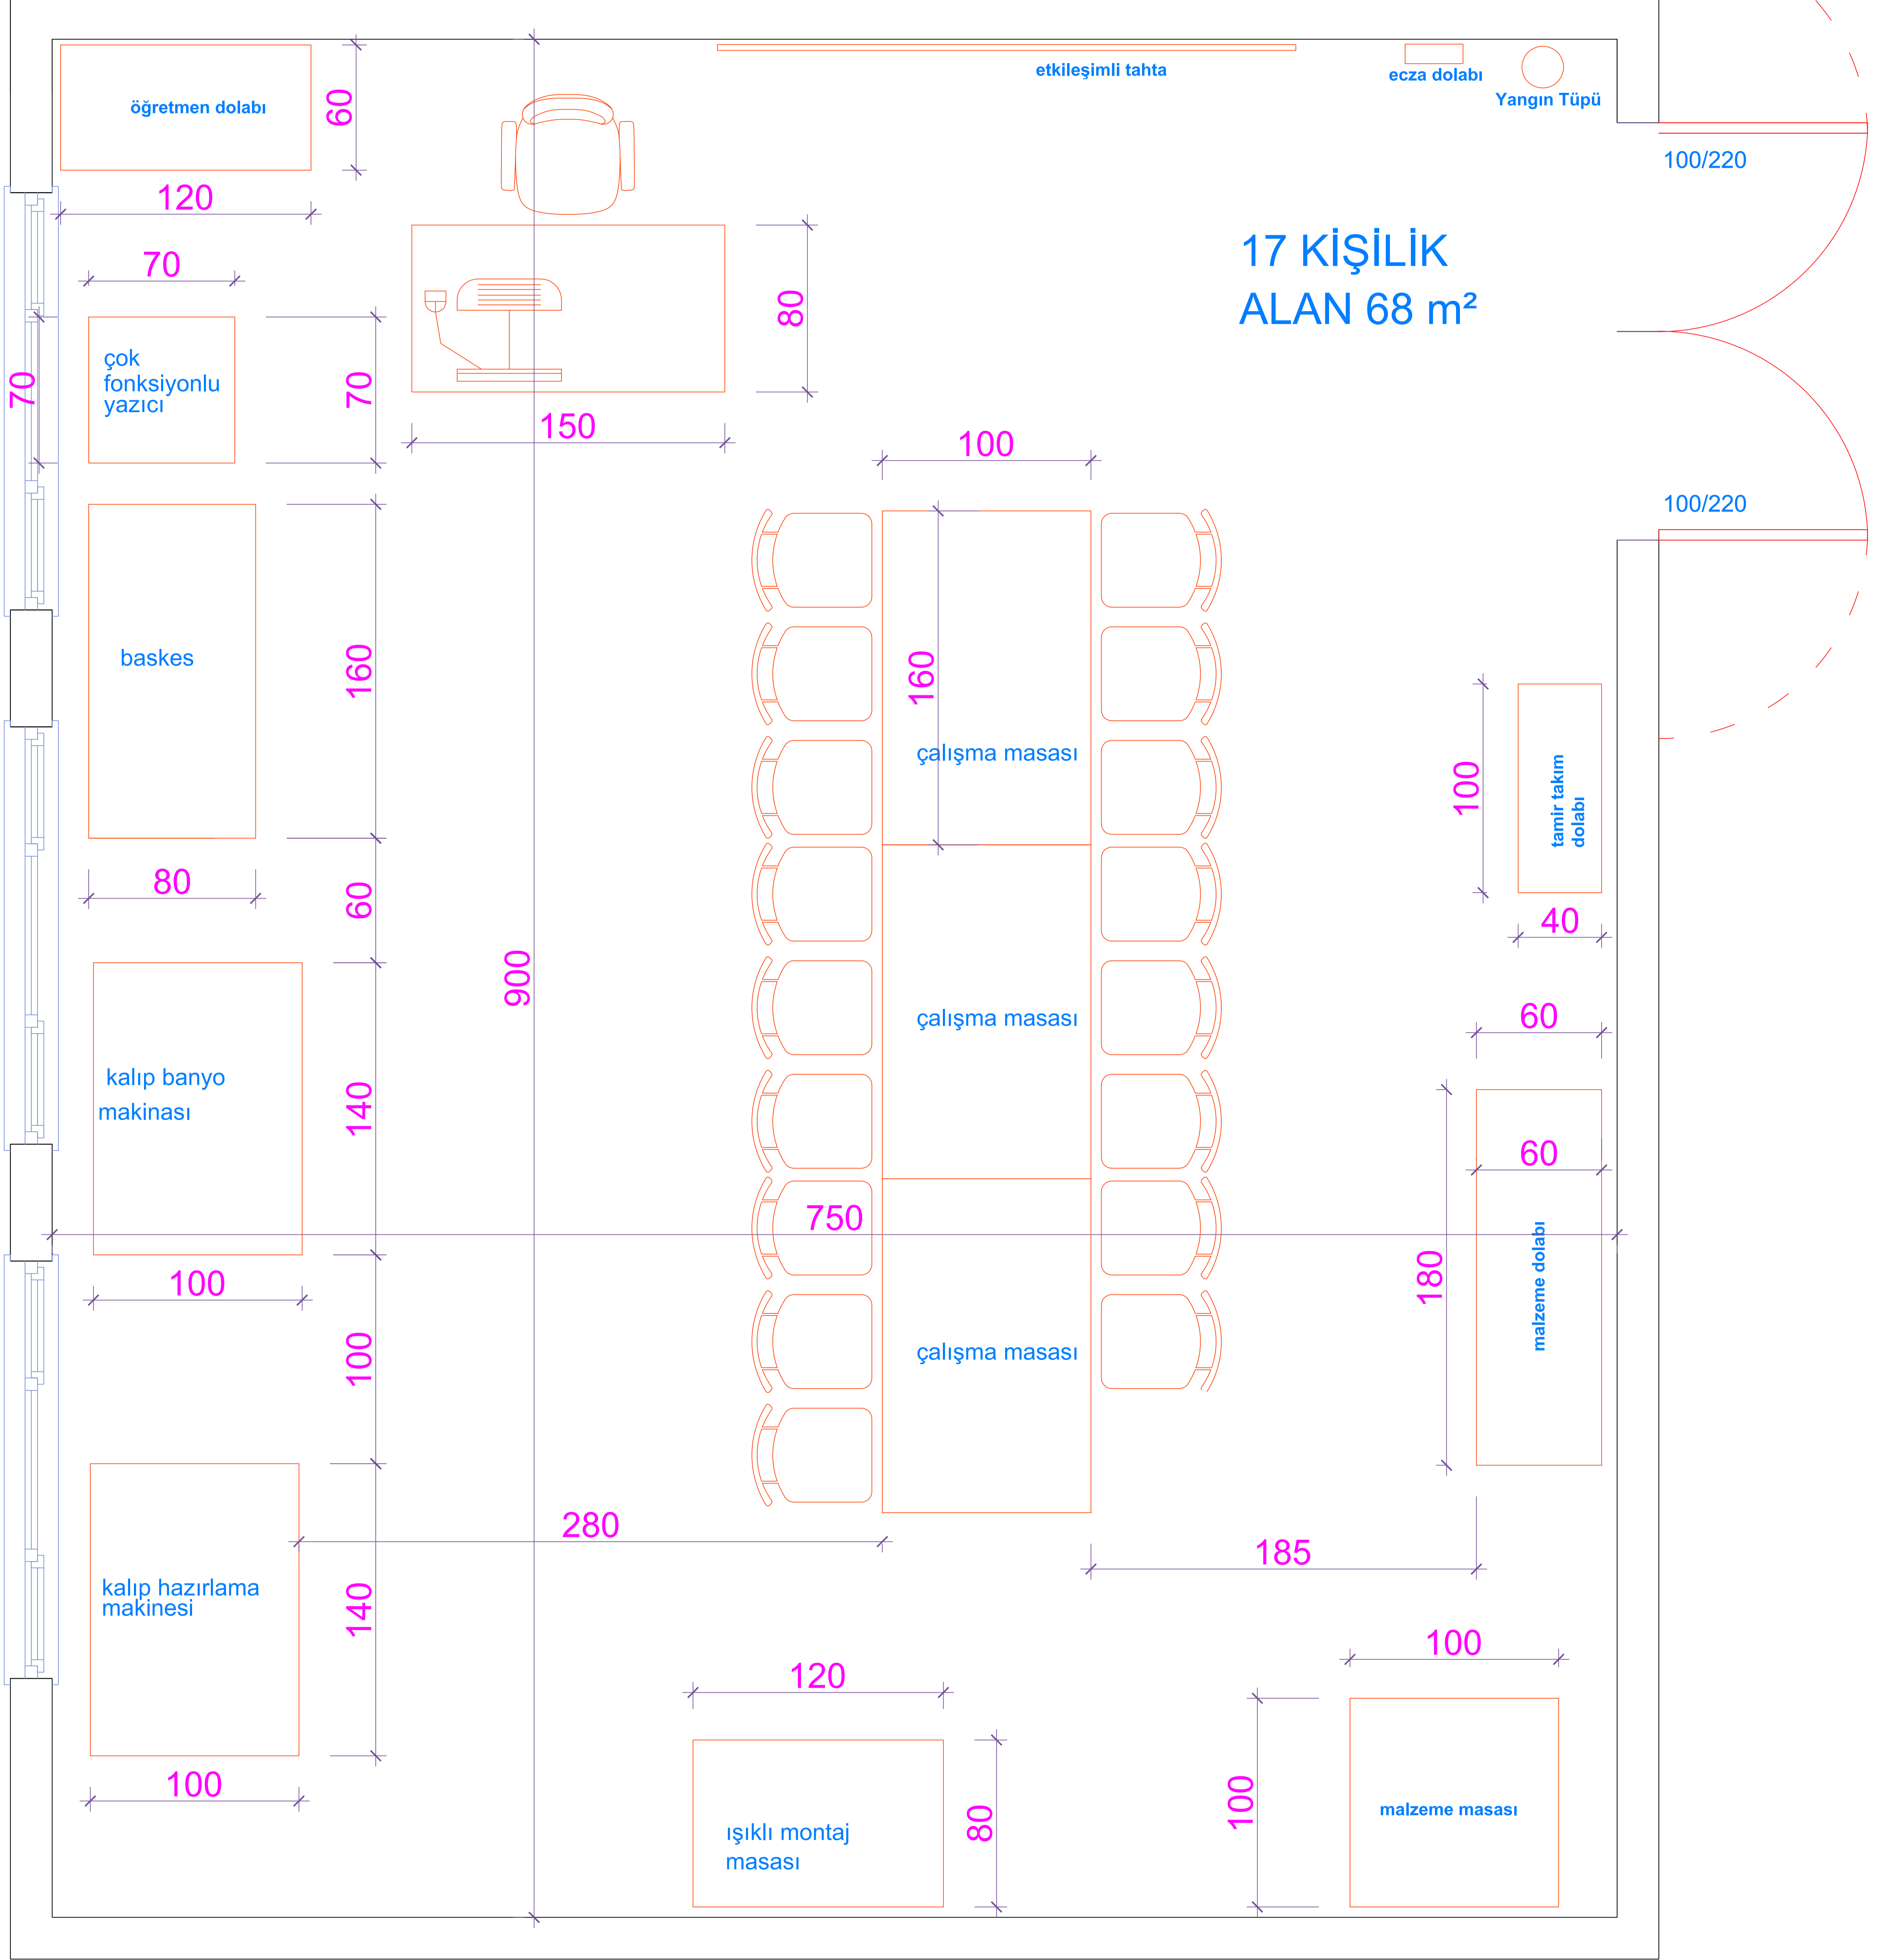 öğretmen dolabı
60
120
etkileşimli tahta
ecza dolabı
Yangın Tüpü
100/220
17 KİŞİLİK
ALAN 68 m²
70
çok
fonksiyonlu
yazıcı
70
70
80
150
100
100/220
baskes
160
80
60
160
çalışma masası
100
tamir takım
dolabı
40
900
kalıp banyo
makinası
140
100
çalışma masası
60
60
malzeme dolabı
180
750
100
çalışma masası
280
185
kalıp hazırlama
makinesi
140
100
120
ışıklı montaj
masası
80
100
100
malzeme masası